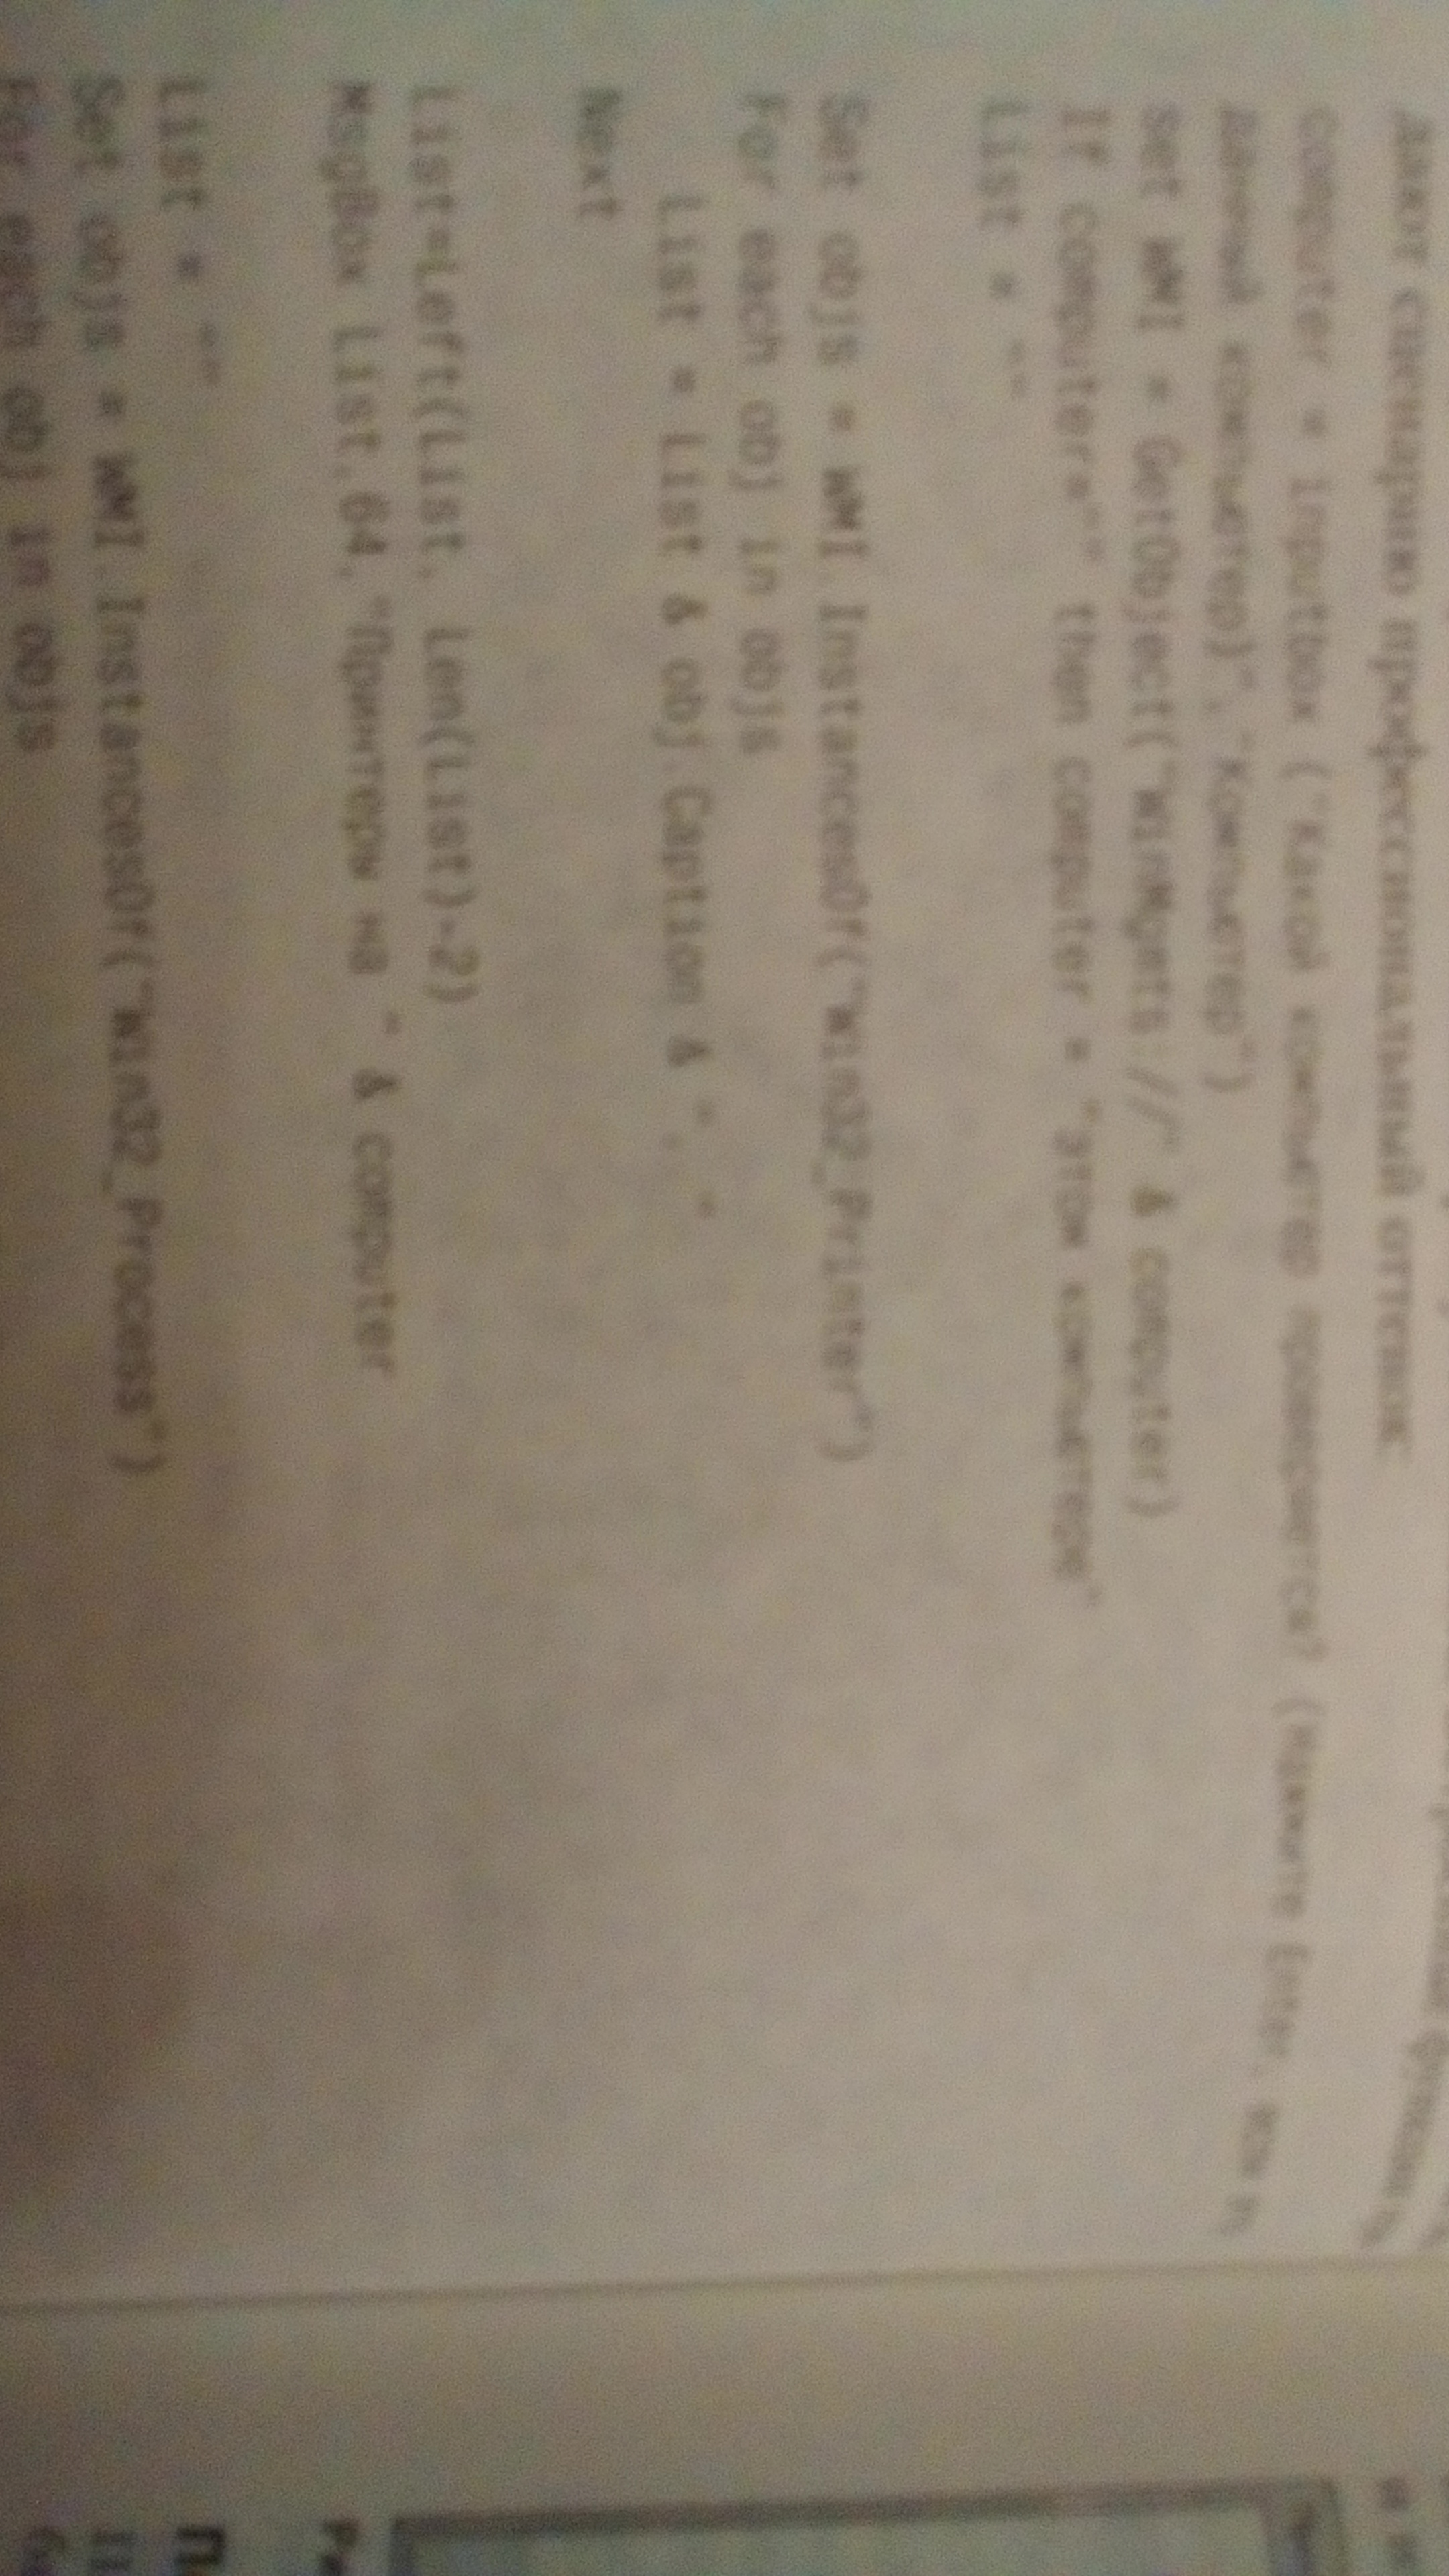 функции
дают сценарию профессиональный оттенок:
computer = inputbox ("Какой компьютер проверяется? (Нажмите Enter, если
данный компьютер)","Компьютер")
set WMI = GetObject("WinMgmts://" & computer)
If computer="" then computer = "этом компьютере"
List = ""
Set objs = WMI.InstancesOf("Win32_Printer")
For each obj in objs
List = List & obj.Caption & ", "
Next
List=Left(List, Len(List)-2)
MsgBox List,64,"Принтеры на " & computer
List = ""
Set objs = WMI.InstancesOf("Win32_Process")
For each obj in objs